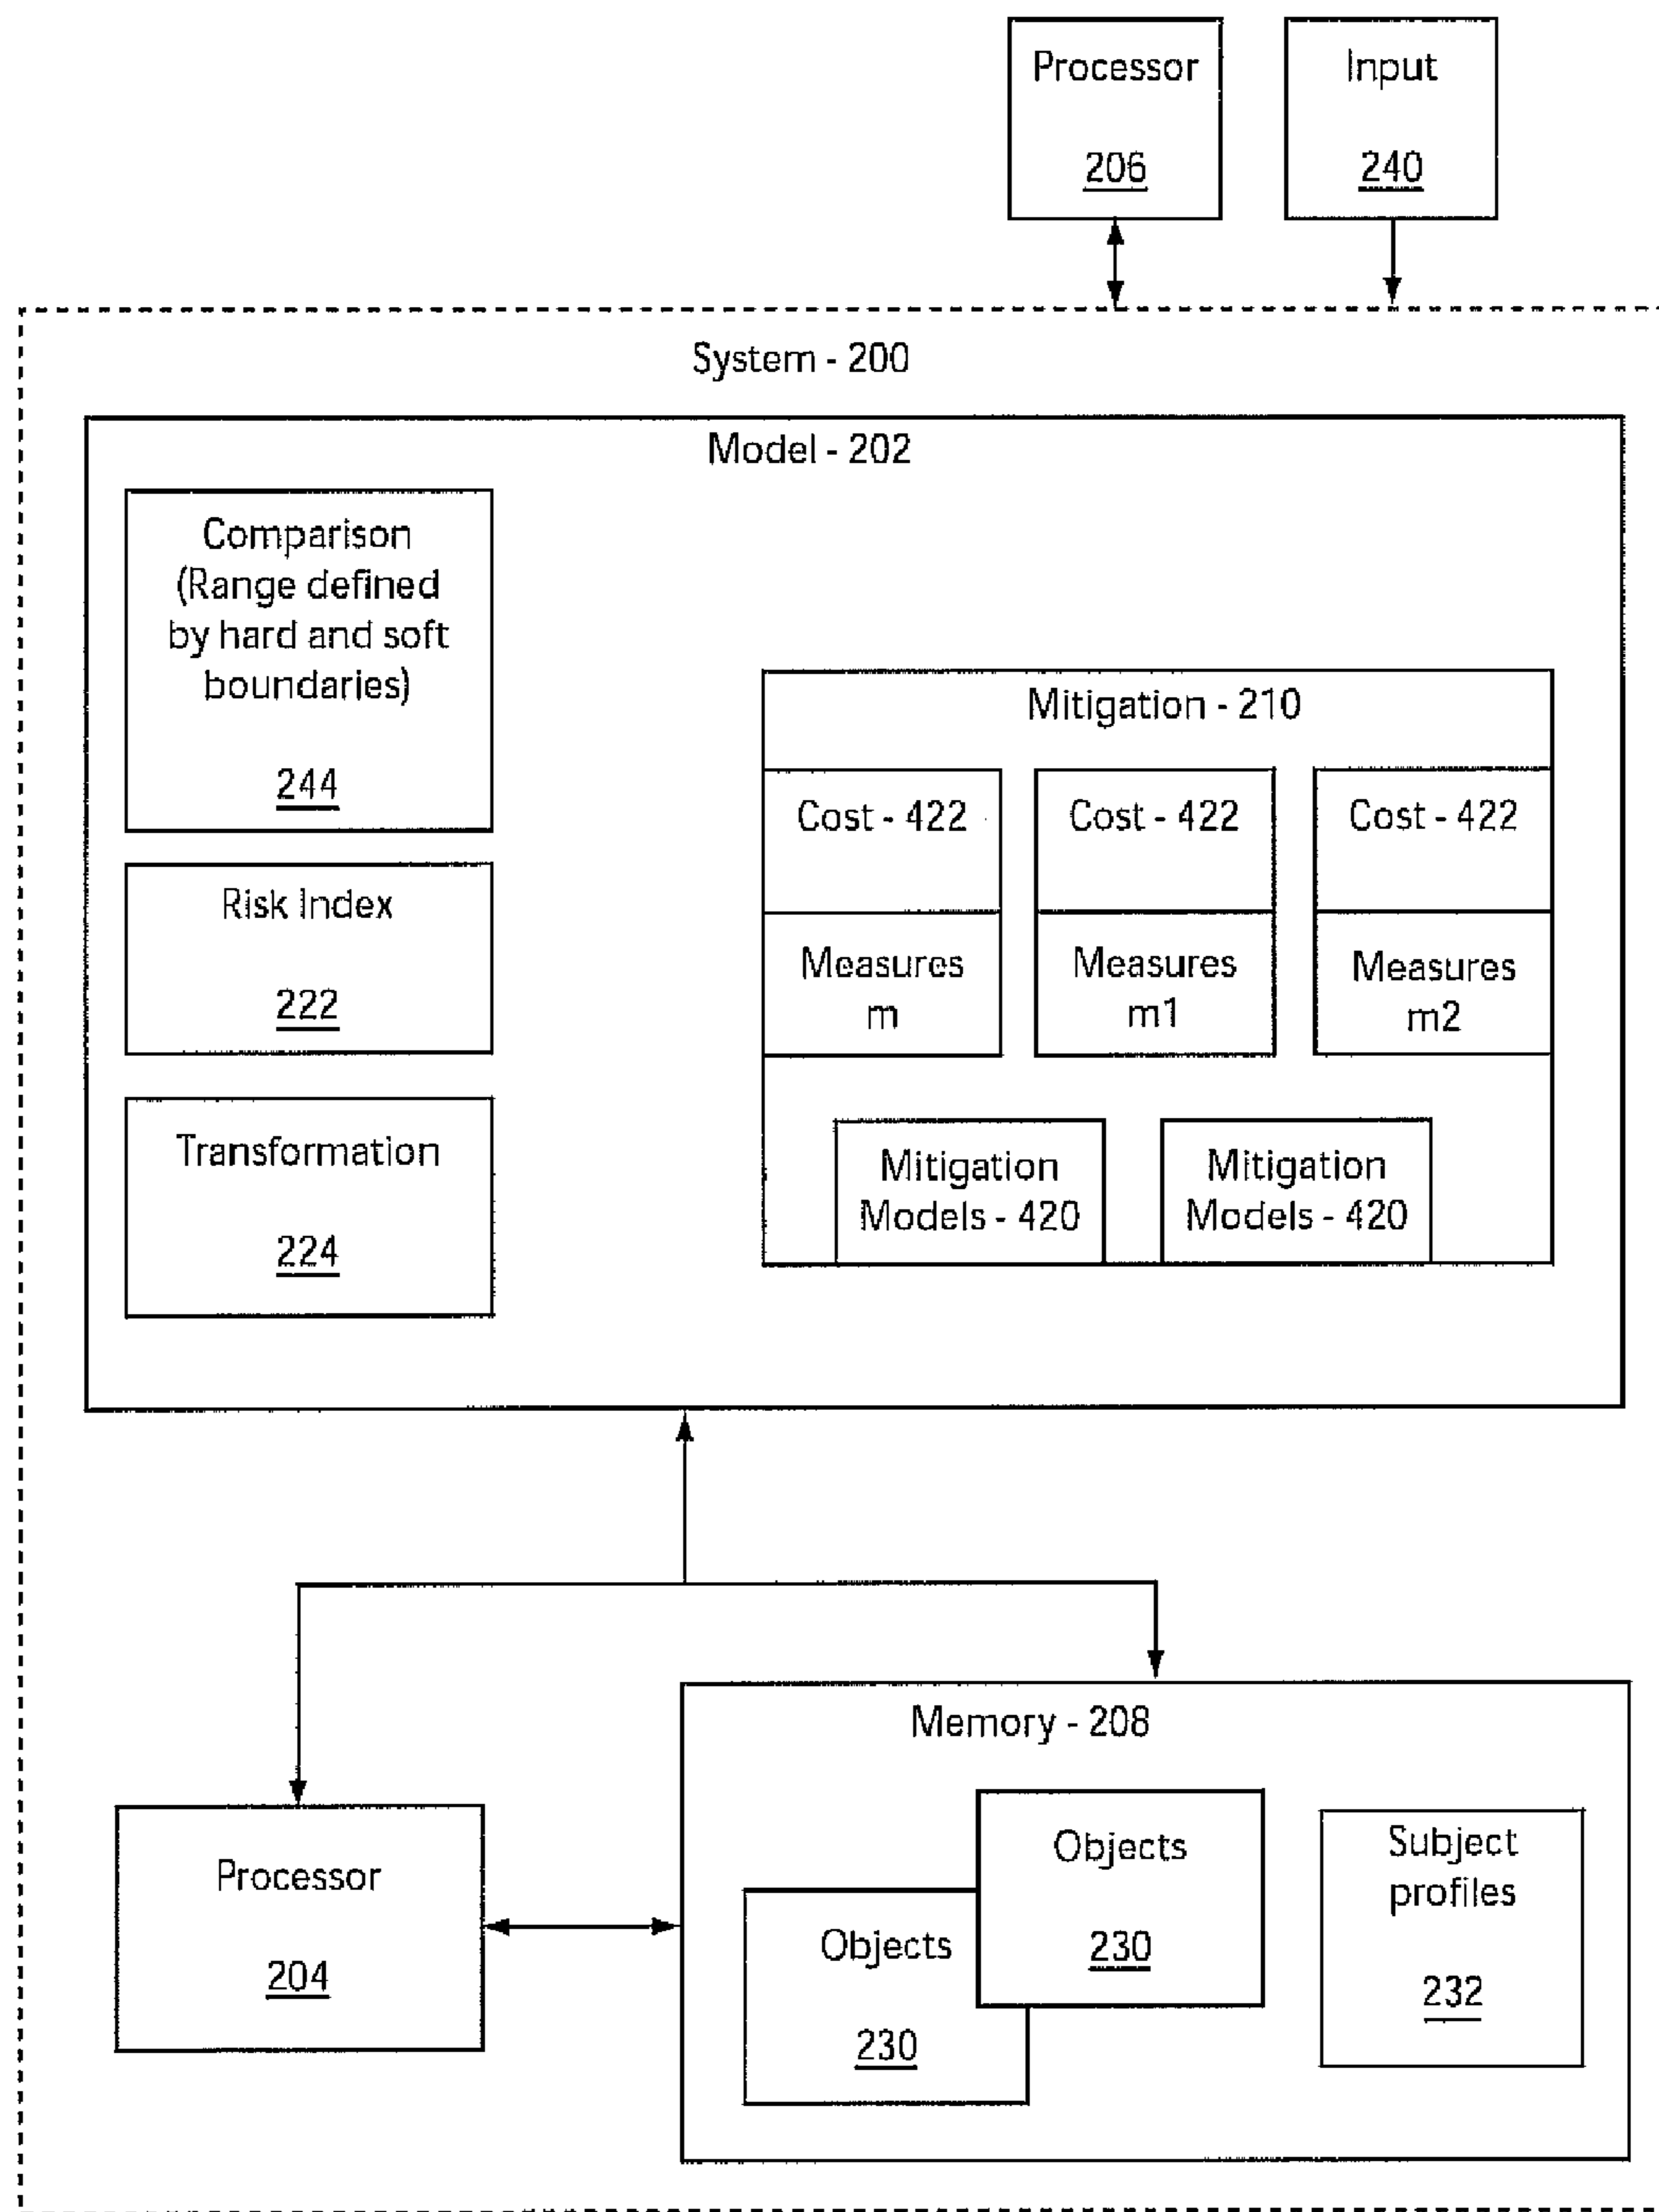 Processor
206
Input
240
System - 200
Model - 202
Comparison
(Range defined
by hard and soft
boundaries)
244
Risk Index
222
Transformation
224
Mitigation - 210
Cost - 422
Cost - 422
Cost - 422
Measures
m
Measures
m1
Measures
m2
Mitigation
Models - 420
Mitigation
Models - 420
Processor
204
Memory - 208
Objects
230
Objects
230
Subject
profiles
232